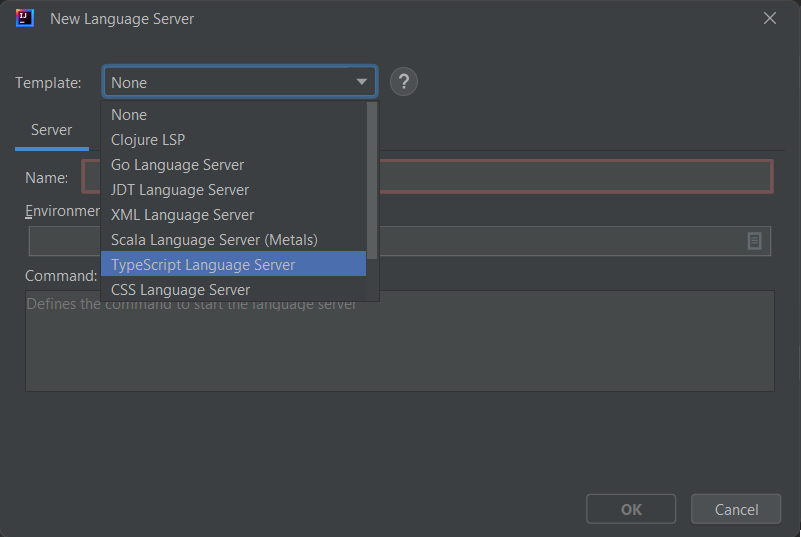 New Language Server
Template: None ?
None
Clojure LSP
Server
Go Language Server
Name:
JDT Language Server
XML Language Server
Scala Language Server (Metals)
TypeScript Language Server
Command:
CSS Language Server
Defines the command to start the language server
OK Cancel